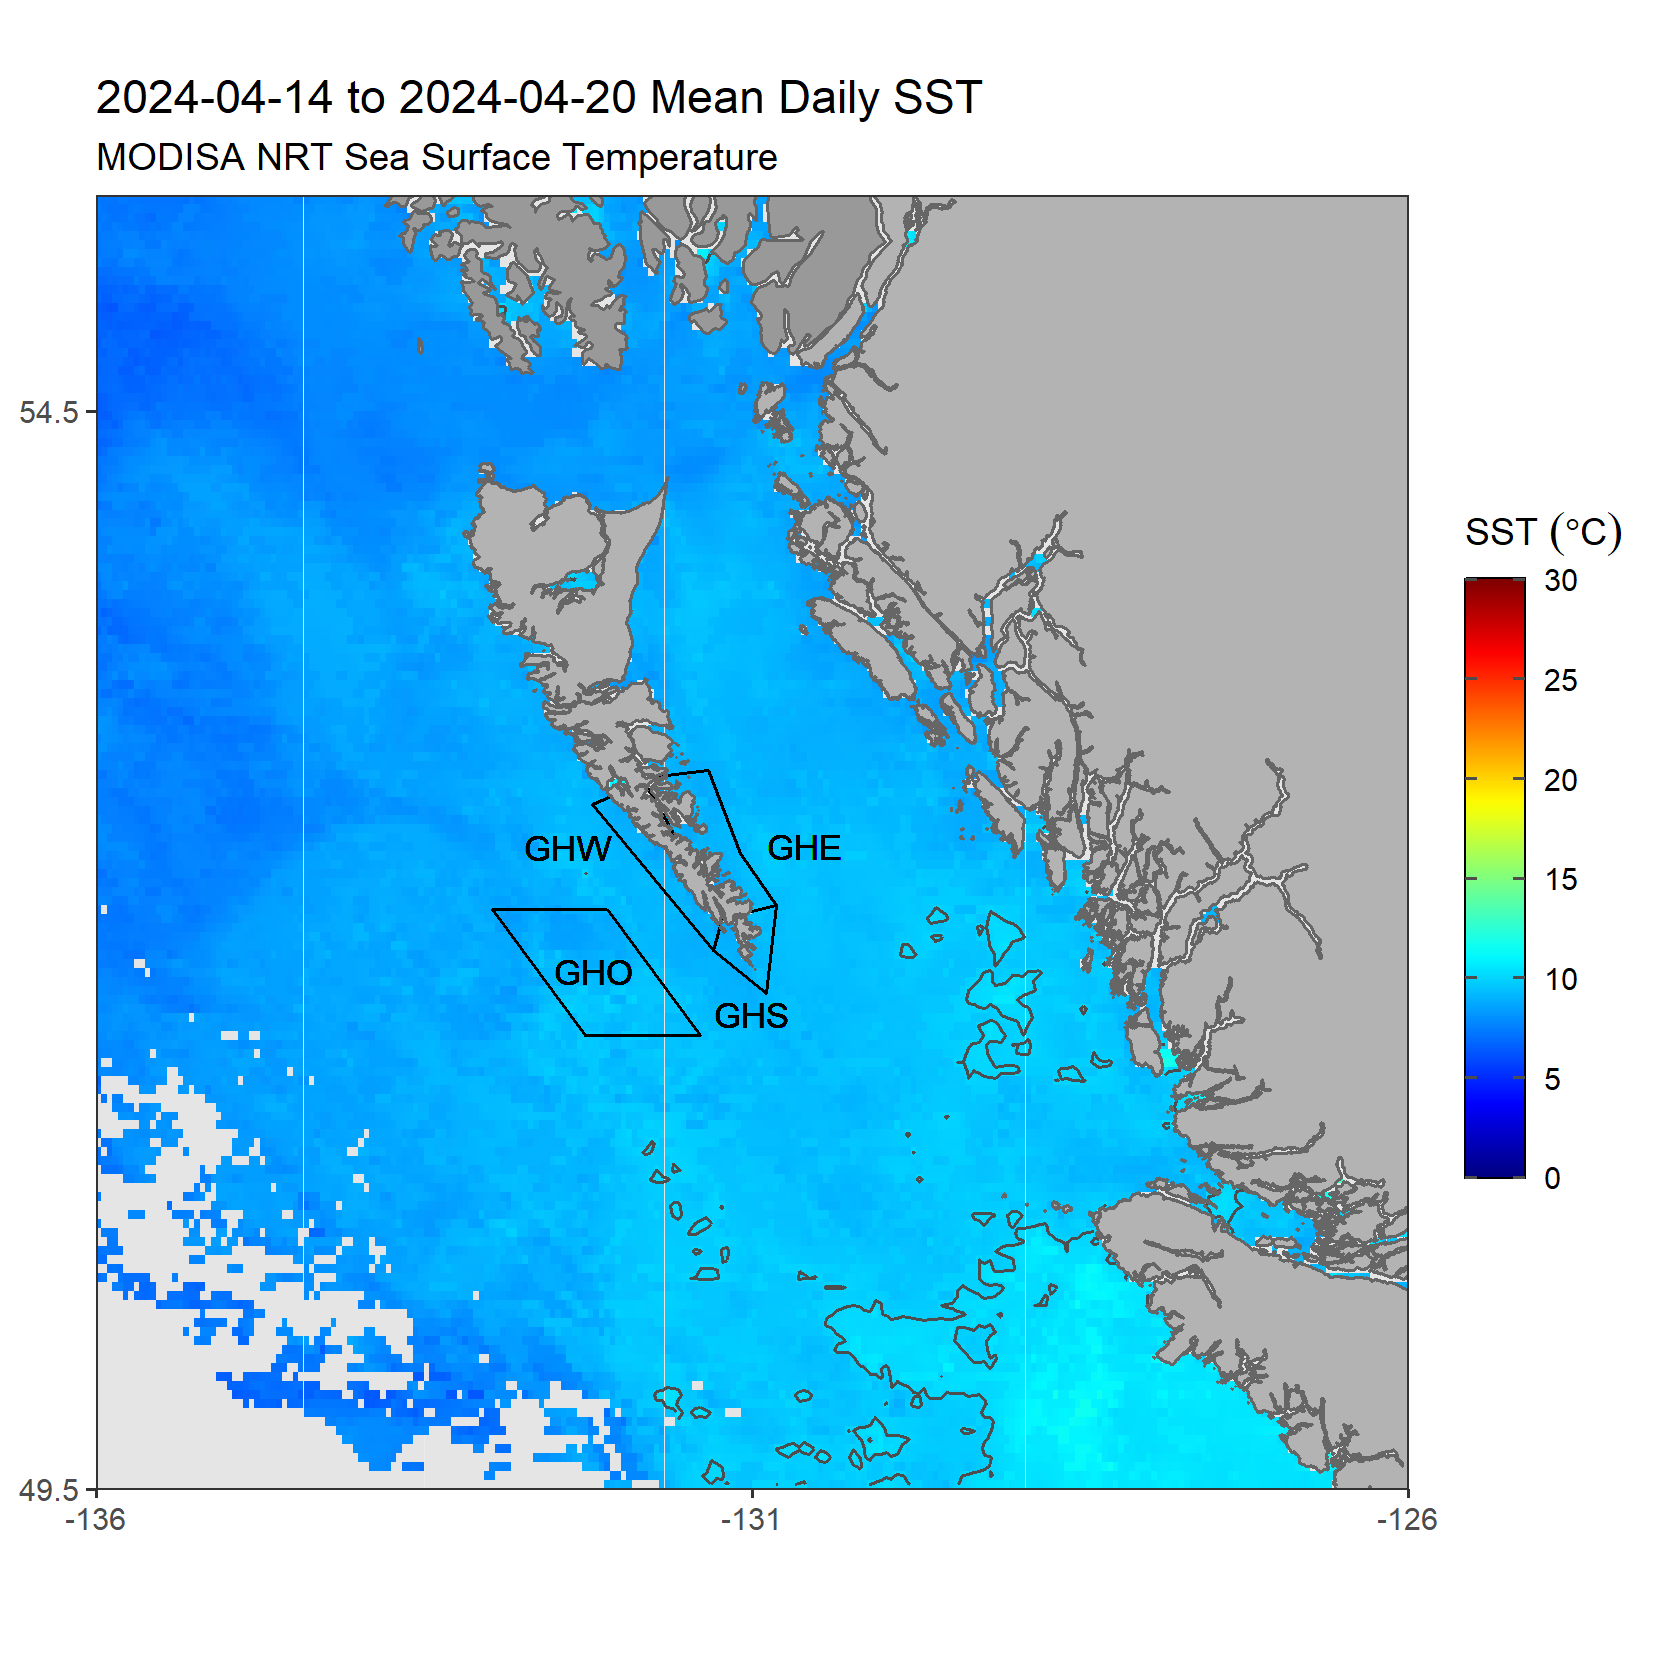 2024-04-14 to 2024-04-20 Mean Daily SST
MODISA NRT Sea Surface Temperature
54.5
49.5
-136
-131
-126
GHW
GHE
GHO
GHS
SST (°C)
30
25
20
15
10
5
0